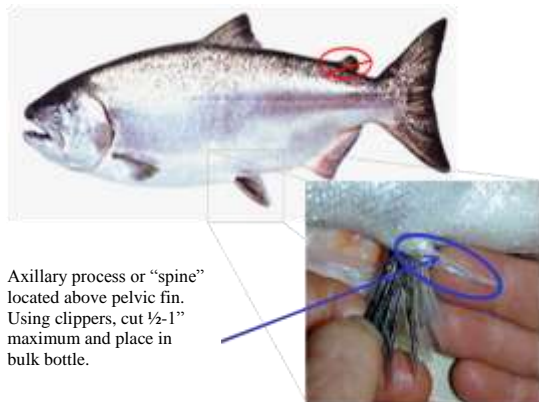 Axillary process or “spine”
located above pelvic fin.
Using clippers, cut ½-1”
maximum and place in
bulk bottle.